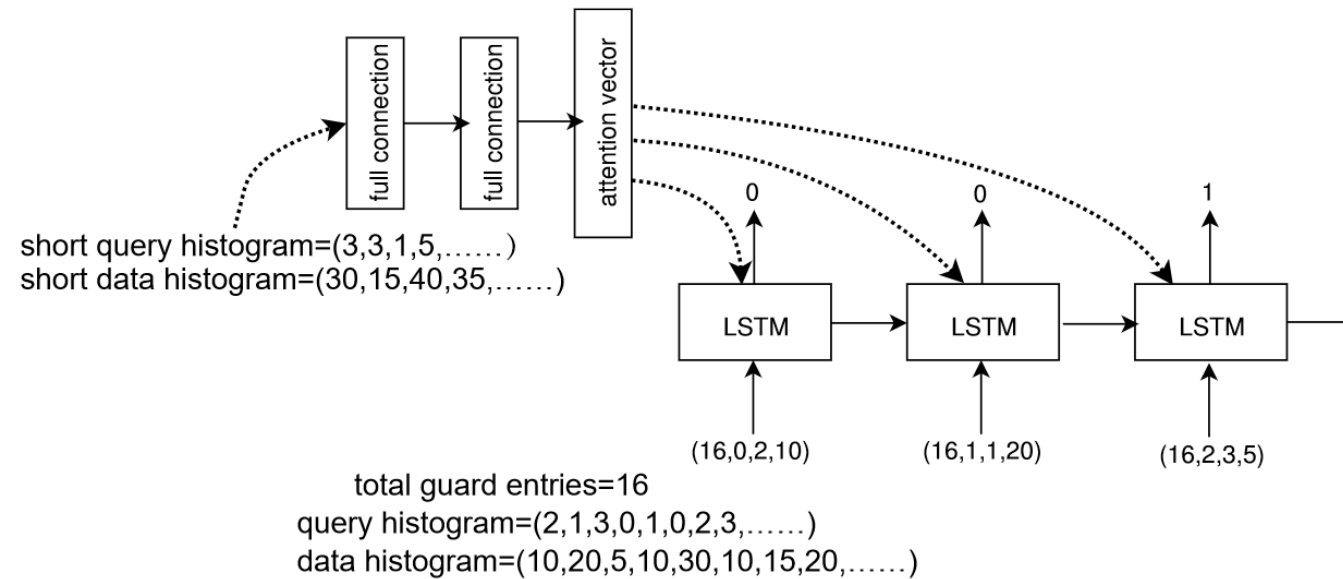 full connection
full connection
attention vector
0
0
1
short query histogram=(3,3,1,5,......)
short data histogram=(30,15,40,35,......)
LSTM
LSTM
LSTM
(16,0,2,10)
(16,1,1,20)
(16,2,3,5)
total guard entries=16
query histogram=(2,1,3,0,1,0,2,3,......)
data histogram=(10,20,5,10,30,10,15,20,......)